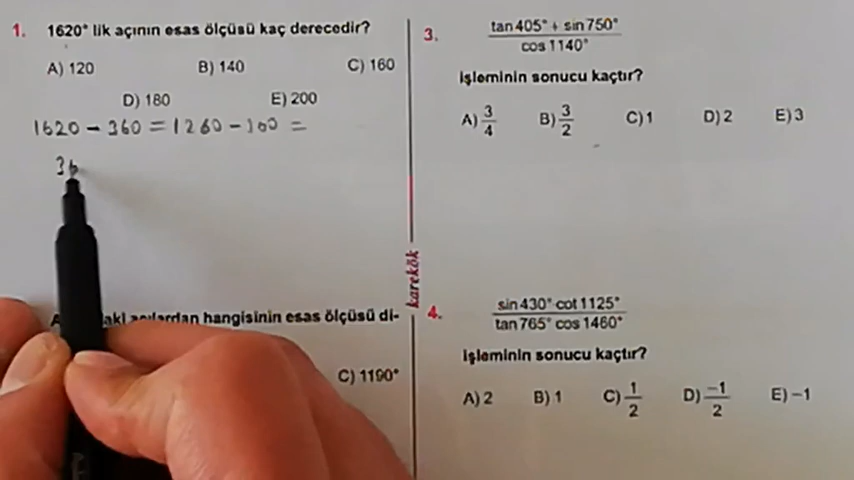 1. 1620° lik açının esas ölçüsü kaç derecedir?
A) 120 B) 140 C) 160
D) 180 E) 200
1620 - 360 = 1260 - 360 =
36
hangisinin esas ölçüsü di-
C) 1190°
karekök
3. tan 405° + sin 750°
cos 1140°
işleminin sonucu kaçtır?
A) 3/4 B) 3/2 C) 1 D) 2 E) 3
4. sin 430° cot 1125°
tan 765° cos 1460°
işleminin sonucu kaçtır?
A) 2 B) 1 C) 1/2 D) -1/2 E) -1